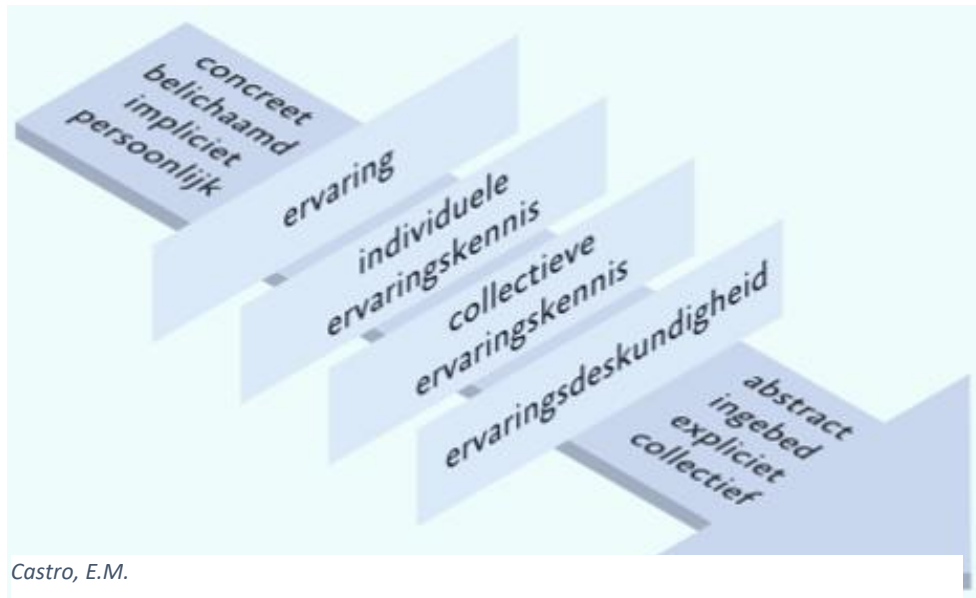 concreet
belichaamd
impliciet
persoonlijk
ervaring
individuele
ervaringskennis
collectieve
ervaringskennis
ervaringsdeskundigheid
abstract
ingebed
expliciet
collectief
Castro, E.M.